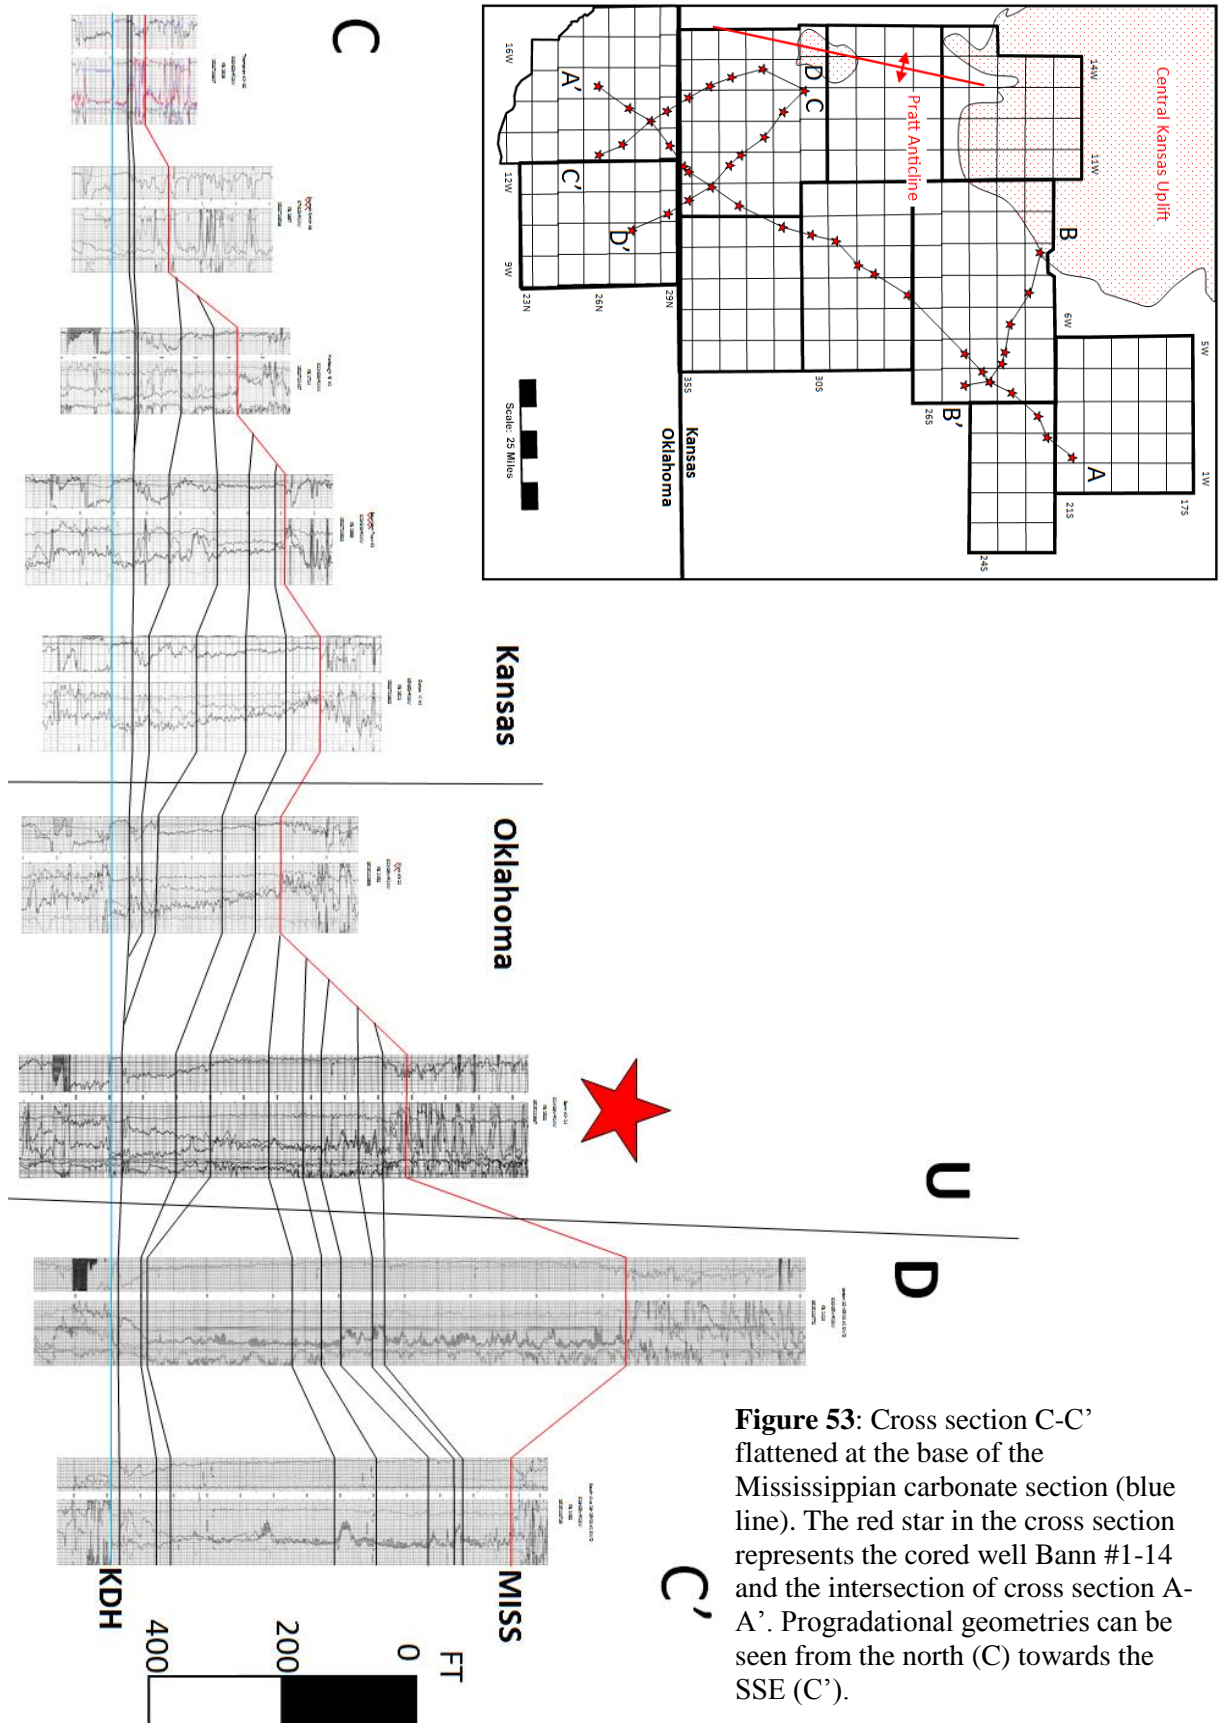 C
Kansas
Oklahoma
U
D
C'
KDH
MISS
FT
0
200
400
Central Kansas Uplift
Pratt Anticline
14W
11W
16W
12W
9W
6W
5W
1W
17S
21S
24S
26S
30S
35S
29N
26N
23N
A
A'
B
B'
C
C'
D
D'
Kansas
Oklahoma
Scale: 25 Miles
Figure 53: Cross section C-C’
flattened at the base of the
Mississippian carbonate section (blue
line). The red star in the cross section
represents the cored well Bann #1-14
and the intersection of cross section A-
A’. Progradational geometries can be
seen from the north (C) towards the
SSE (C’).